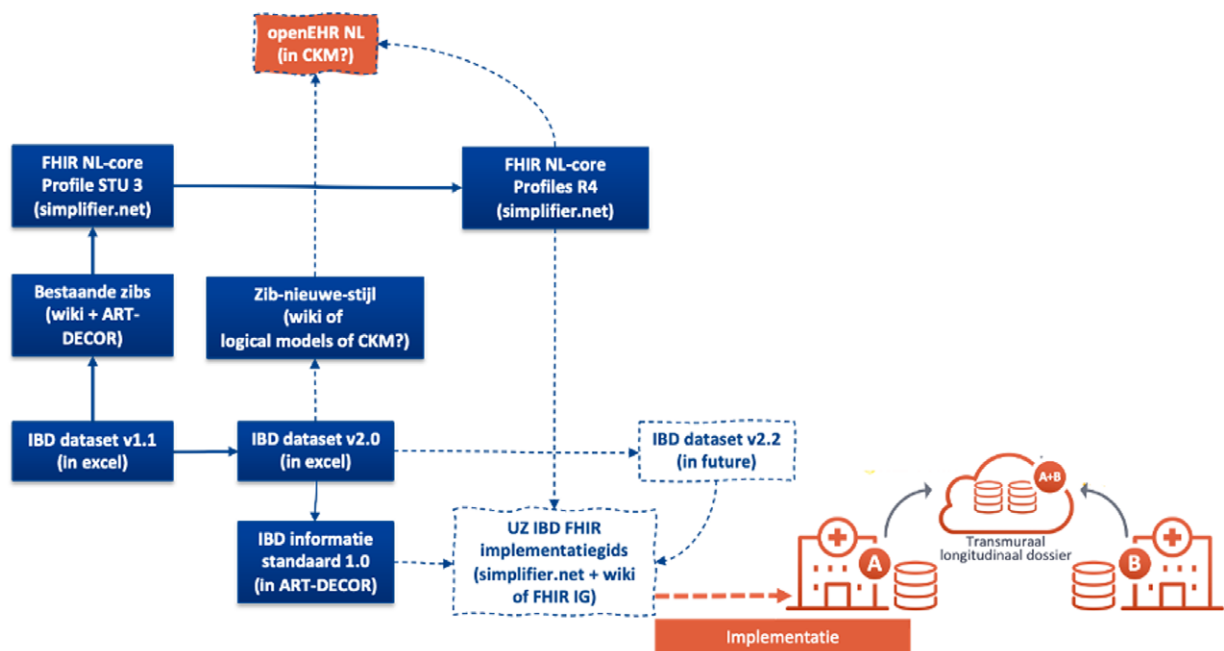 openEHR NL
(in CKM?)
FHIR NL-core
Profile STU 3
(simplifier.net)
FHIR NL-core
Profiles R4
(simplifier.net)
Bestaande zibs
(wiki + ART-
DECOR)
Zib-nieuwe-stijl
(wiki of
logical models of CKM?)
IBD dataset v1.1
(in excel)
IBD dataset v2.0
(in excel)
IBD dataset v2.2
(in future)
IBD informatie
standaard 1.0
(in ART-DECOR)
UZ IBD FHIR
implementatiegids
(simplifier.net + wiki
of FHIR IG)
A+B
Transmuraal
longitudinaal dossier
A
B
Implementatie